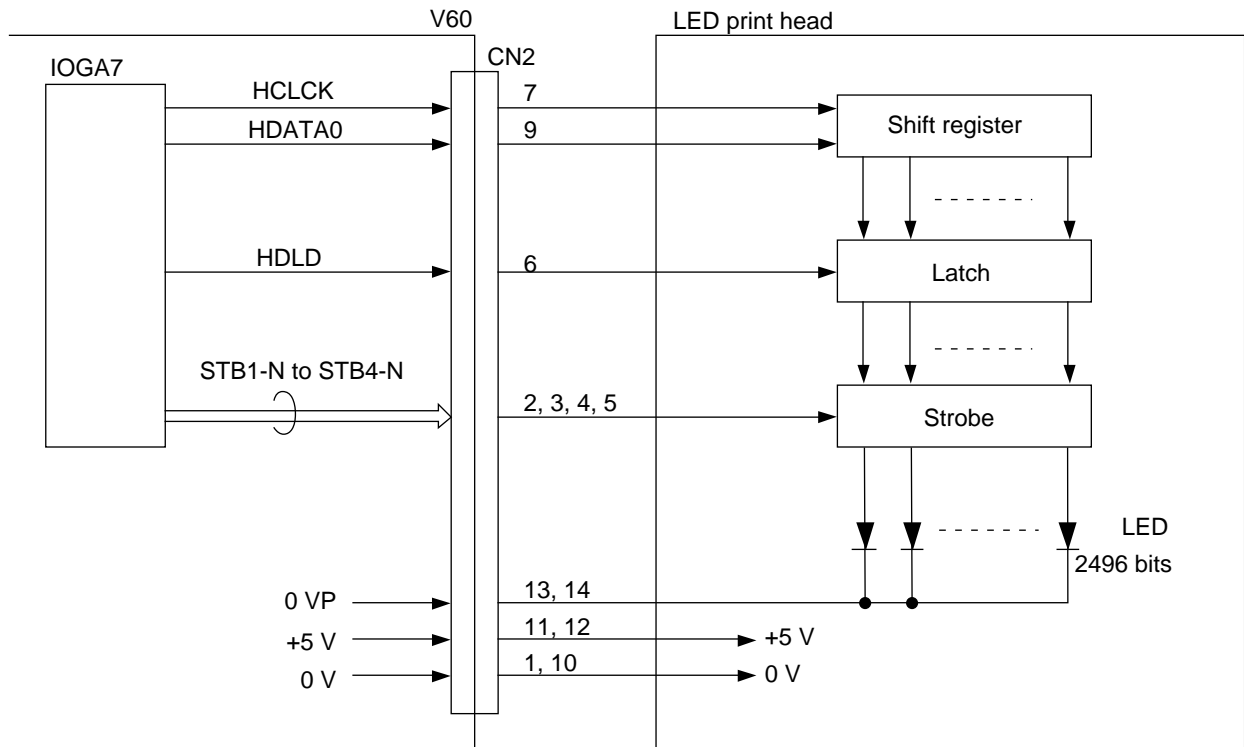 V60
LED print head
IOGA7
CN2
HCLCK
7
HDATA0
9
Shift register
HDLD
6
Latch
STB1-N to STB4-N
2, 3, 4, 5
Strobe
LED
2496 bits
0 VP
13, 14
+5 V
11, 12
+5 V
0 V
1, 10
0 V